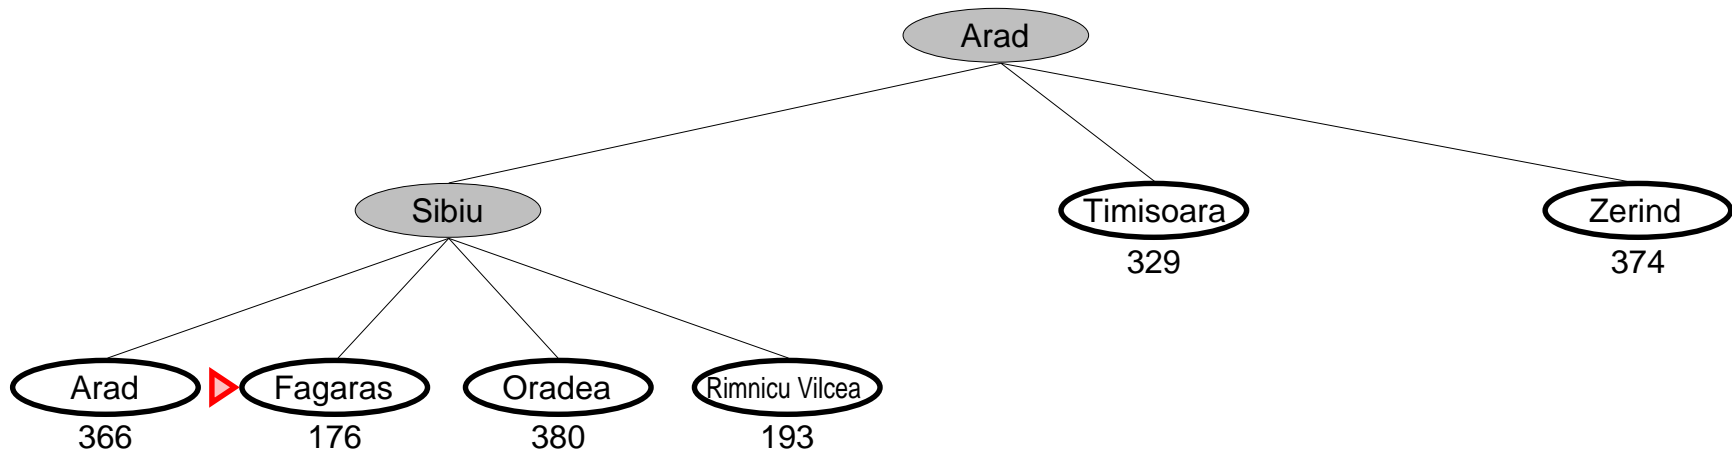 Arad
Sibiu
Timisoara
Zerind
329
374
Arad
Fagaras
Oradea
Rimnicu Vilcea
366
176
380
193